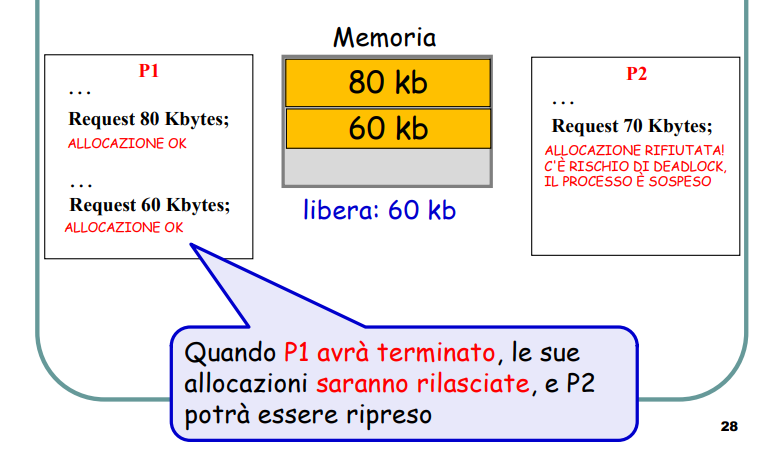 Memoria
P1
...
Request 80 Kbytes;
ALLOCAZIONE OK
...
Request 60 Kbytes;
ALLOCAZIONE OK
80 kb
60 kb
libera: 60 kb
P2
...
Request 70 Kbytes;
ALLOCAZIONE RIFIUTATA!
C'È RISCHIO DI DEADLOCK,
IL PROCESSO È SOSPESO
Quando P1 avrà terminato, le sue
allocazioni saranno rilasciate, e P2
potrà essere ripreso
28